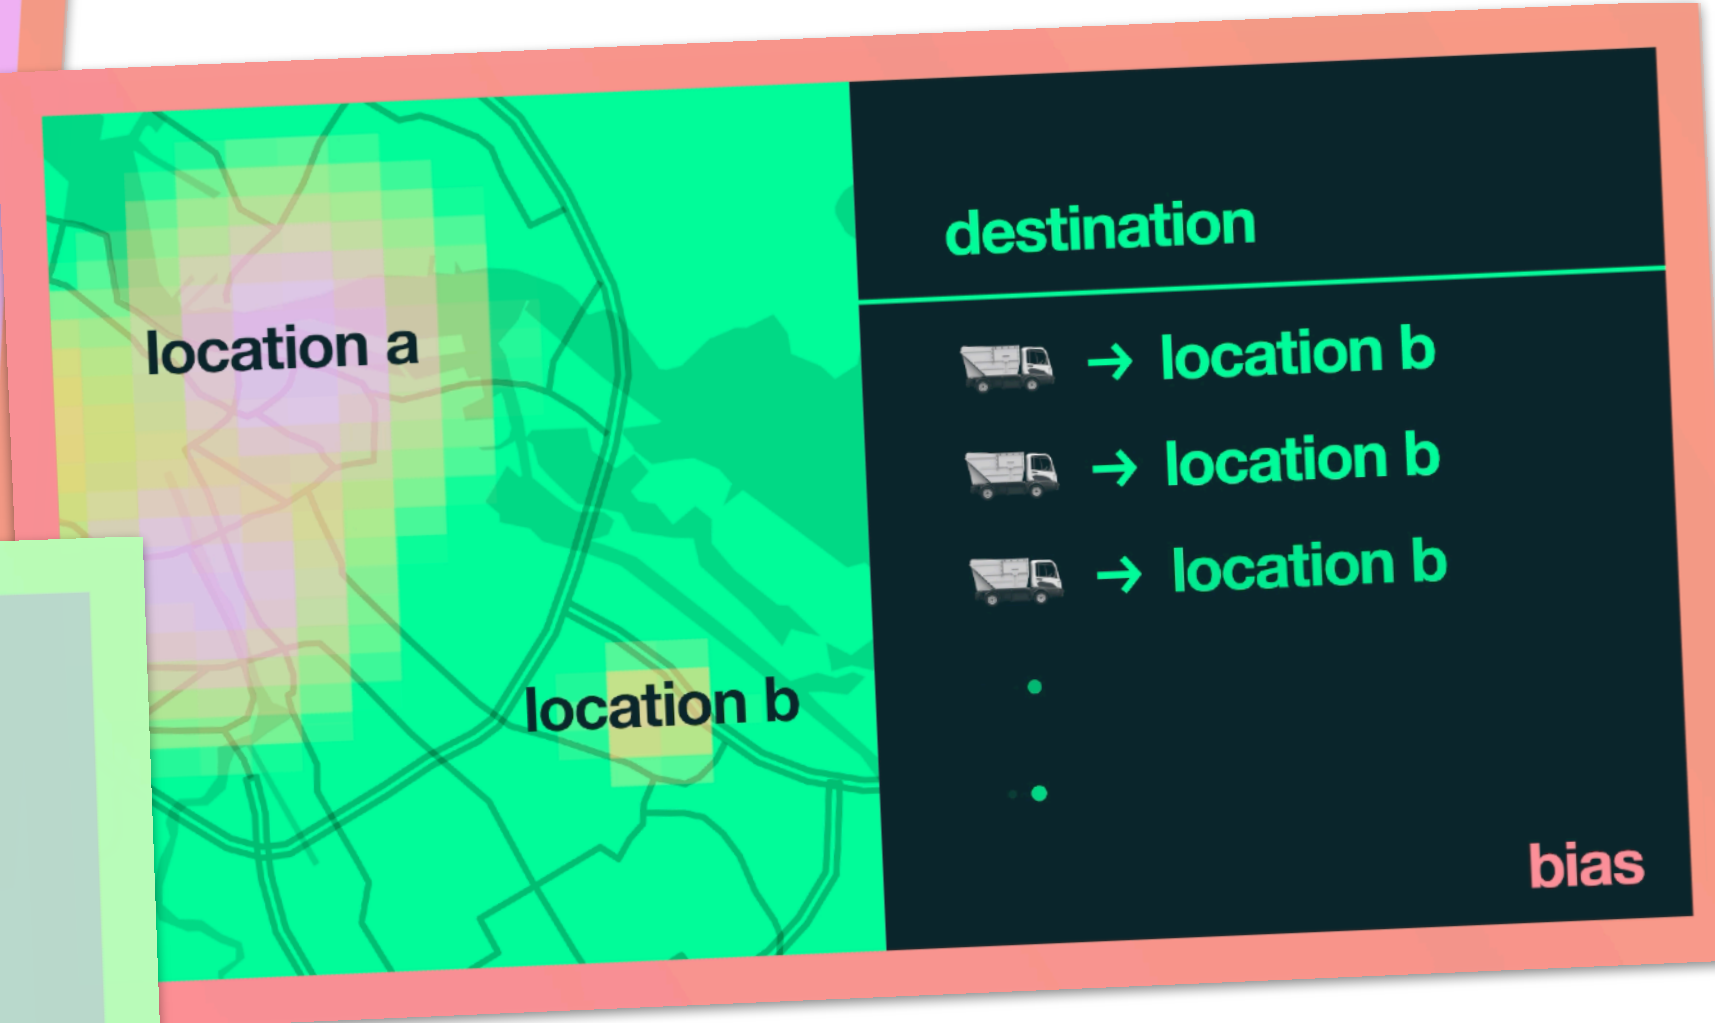 location a
location b
destination
→ location b
→ location b
→ location b
bias